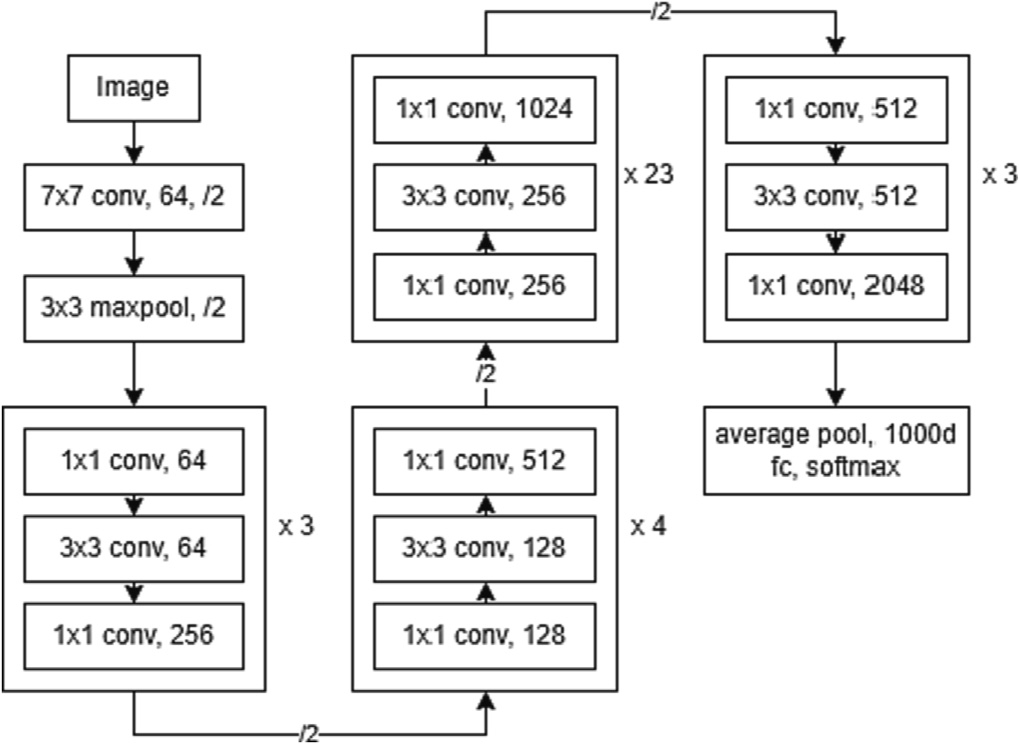 Image
7x7 conv, 64, /2
3x3 maxpool, /2
1x1 conv, 64
3x3 conv, 64
1x1 conv, 256
x 3
/2
1x1 conv, 128
3x3 conv, 128
1x1 conv, 512
x 4
/2
1x1 conv, 256
3x3 conv, 256
1x1 conv, 1024
x 23
/2
1x1 conv, 512
3x3 conv, 512
1x1 conv, 2048
x 3
average pool, 1000d
fc, softmax